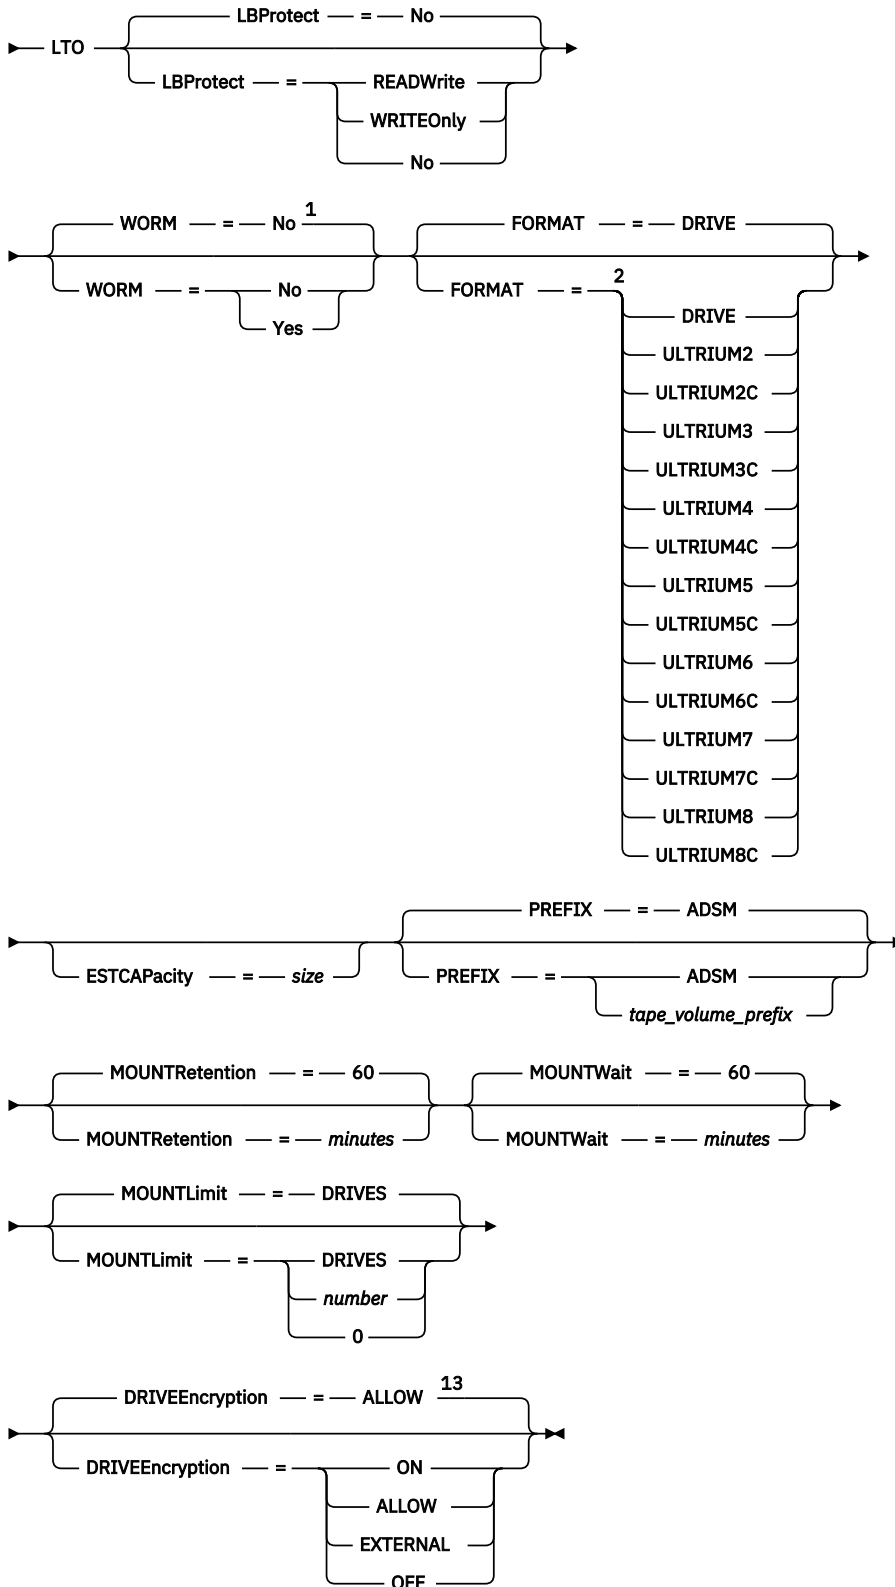 LBProtect = No
LTO
LBProtect = READWrite
WRITEOnly
No
WORM = No 1 FORMAT = DRIVE
WORM = No FORMAT = 2
Yes DRIVE
ULTRIUM2
ULTRIUM2C
ULTRIUM3
ULTRIUM3C
ULTRIUM4
ULTRIUM4C
ULTRIUM5
ULTRIUM5C
ULTRIUM6
ULTRIUM6C
ULTRIUM7
ULTRIUM7C
ULTRIUM8
ULTRIUM8C
PREFIX = ADSM
ESTCAPacity = size PREFIX = ADSM
tape_volume_prefix
MOUNTRetention = 60 MOUNTWait = 60
MOUNTRetention = minutes MOUNTWait = minutes
MOUNTLimit = DRIVES
MOUNTLimit = DRIVES
number
0
DRIVEEncryption = ALLOW 13
DRIVEEncryption = ON
ALLOW
EXTERNAL
OFF